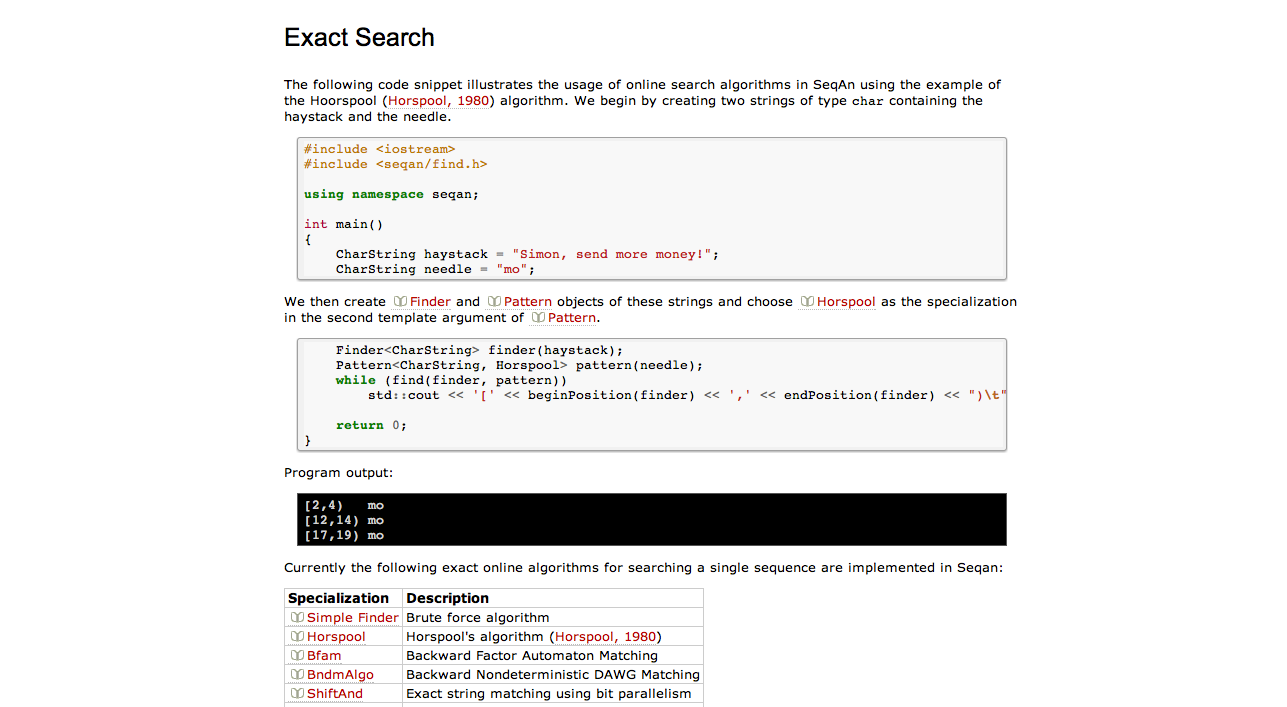 Exact Search
The following code snippet illustrates the usage of online search algorithms in SeqAn using the example of
the Hoorspool (Horspool, 1980) algorithm. We begin by creating two strings of type char containing the
haystack and the needle.
#include <iostream>
#include <seqan/find.h>
using namespace seqan;
int main()
{
    CharString haystack = "Simon, send more money!";
    CharString needle = "mo";
We then create Finder and Pattern objects of these strings and choose Horspool as the specialization
in the second template argument of Pattern.
    Finder<CharString> finder(haystack);
    Pattern<CharString, Horspool> pattern(needle);
    while (find(finder, pattern))
        std::cout << '[' << beginPosition(finder) << ',' << endPosition(finder) << ")\t"
    return 0;
}
Program output:
[2,4)   mo
[12,14) mo
[17,19) mo
Currently the following exact online algorithms for searching a single sequence are implemented in Seqan:
Specialization Description
Simple Finder Brute force algorithm
Horspool Horspool's algorithm (Horspool, 1980)
Bfam Backward Factor Automaton Matching
BndmAlgo Backward Nondeterministic DAWG Matching
ShiftAnd Exact string matching using bit parallelism